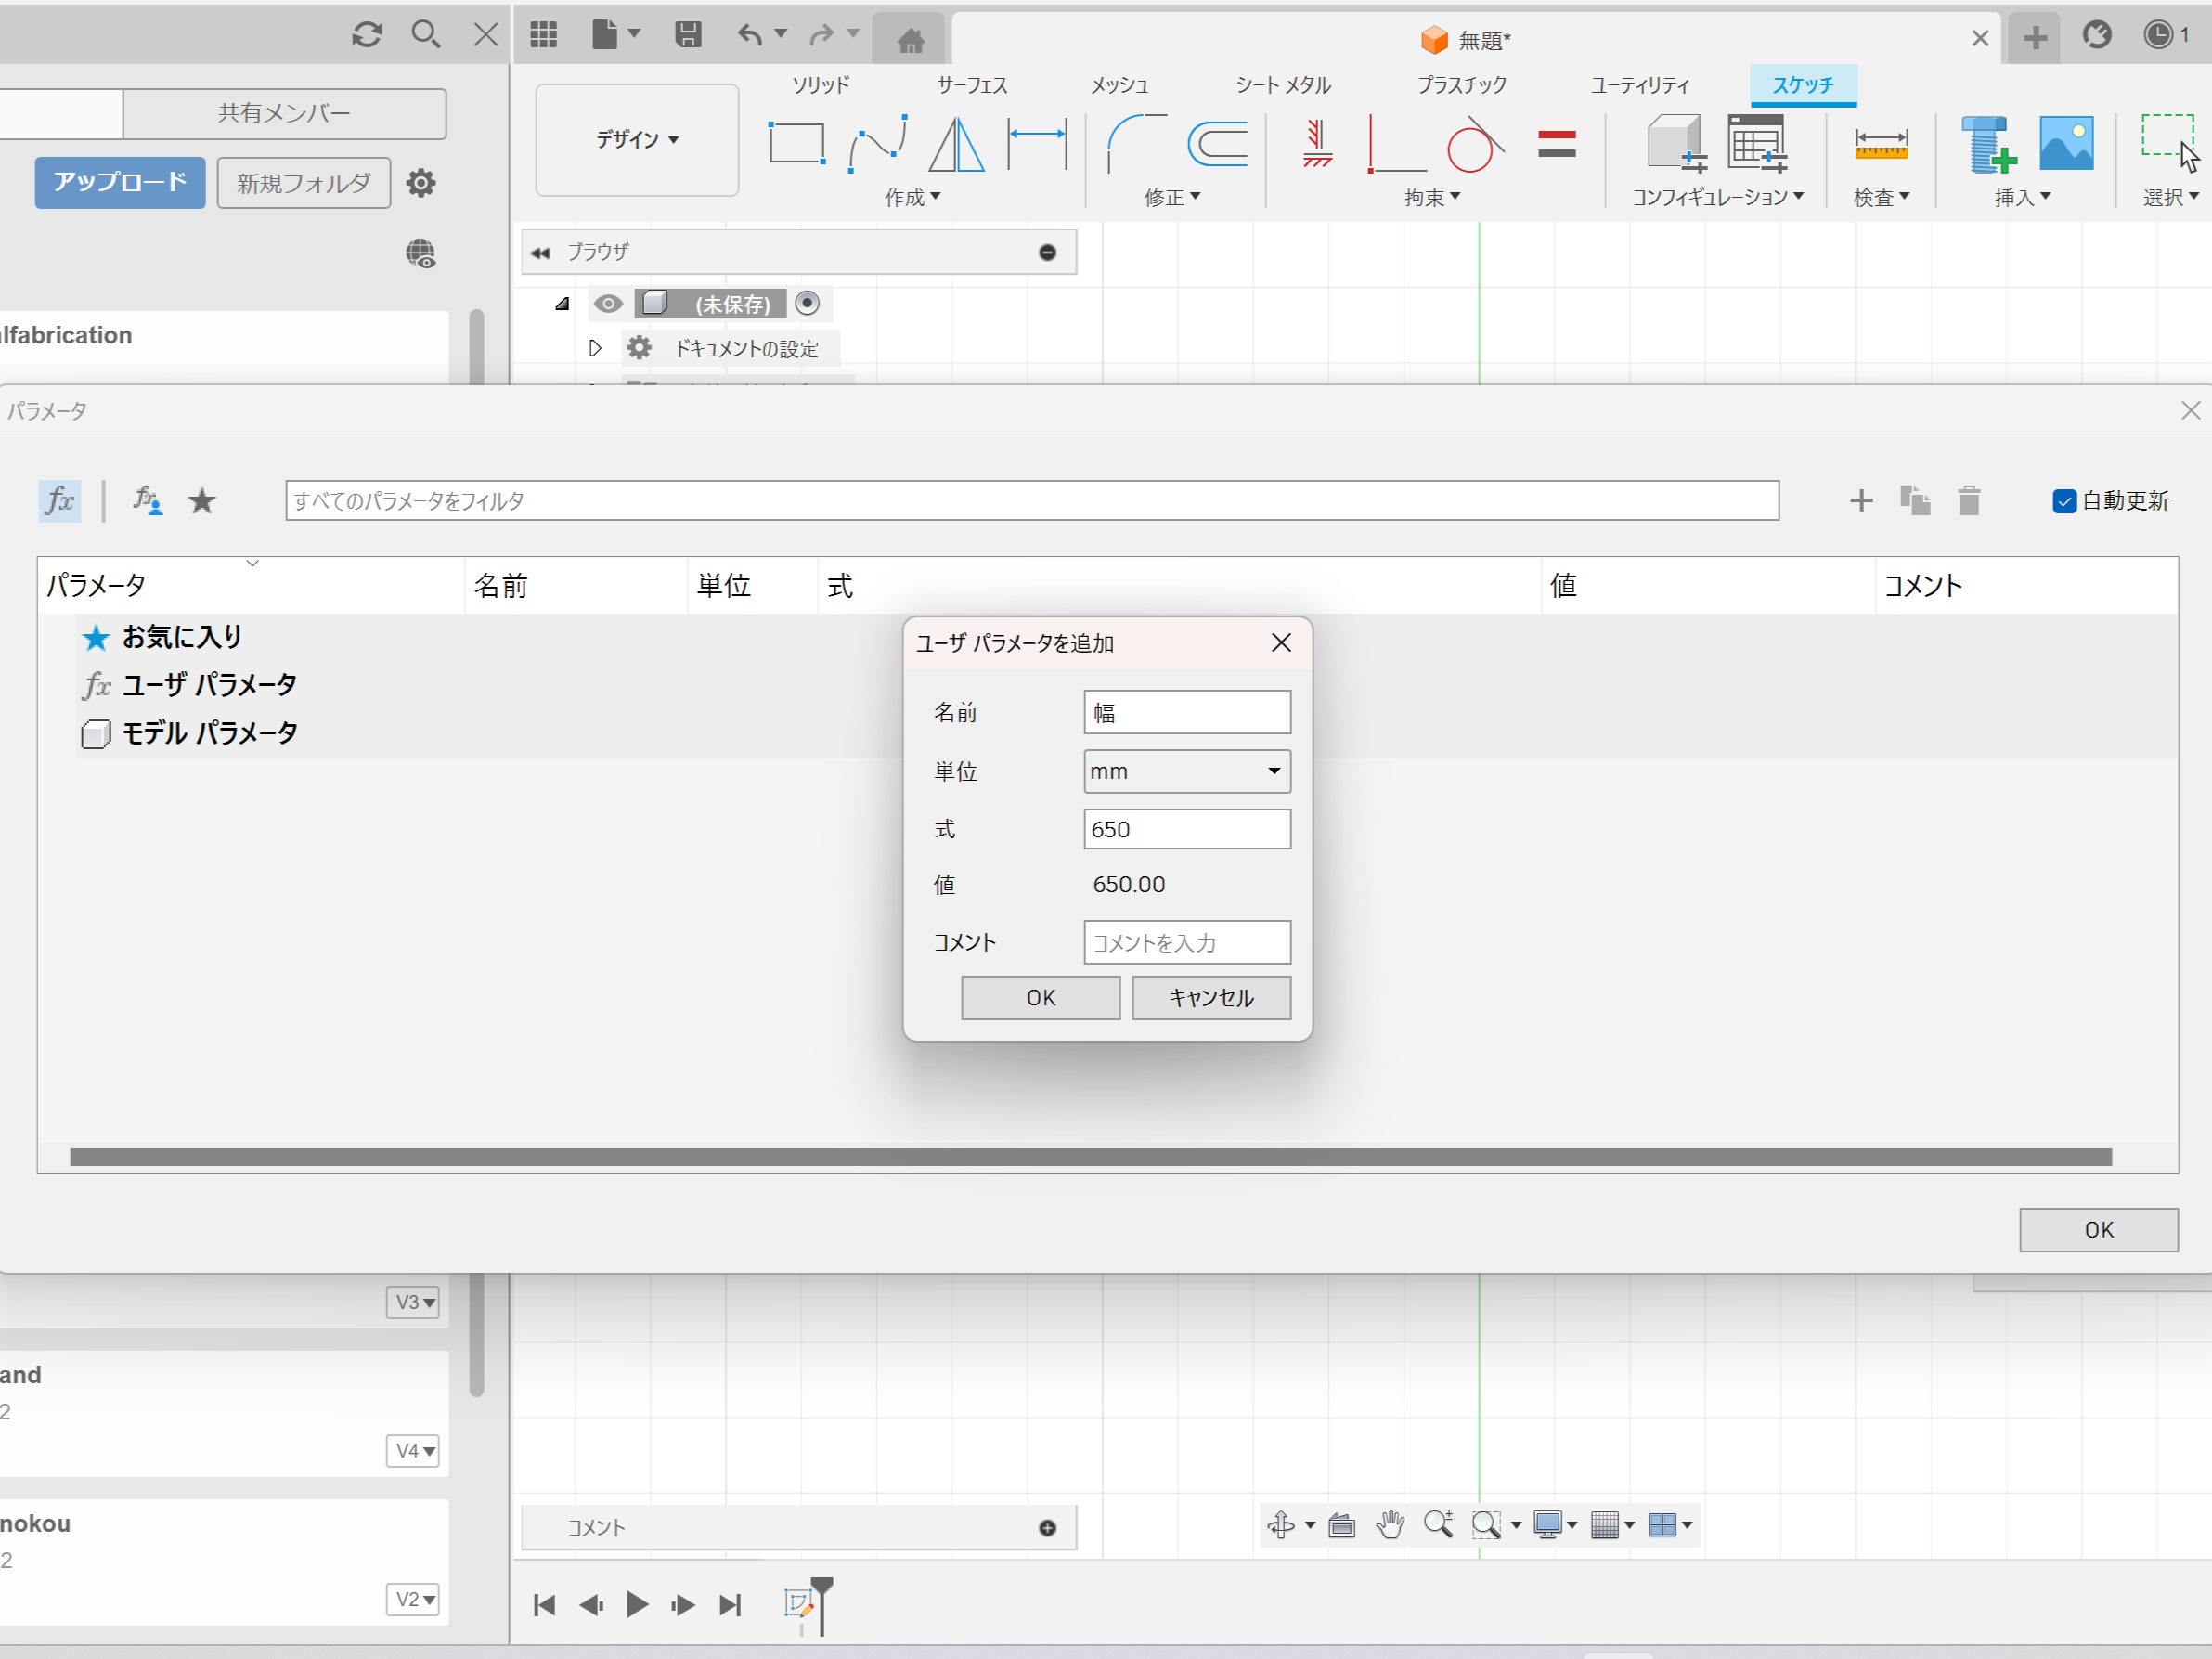 無題*
1
共有メンバー
アップロード
新規フォルダ
デザイン
ソリッド
サーフェス
メッシュ
シート メタル
プラスチック
ユーティリティ
スケッチ
作成
修正
拘束
コンフィギュレーション
検査
挿入
選択
ブラウザ
(未保存)
ドキュメントの設定
lfabrication
パラメータ
fx
fx
すべてのパラメータをフィルタ
自動更新
パラメータ
名前
単位
式
値
コメント
お気に入り
fx ユーザ パラメータ
モデル パラメータ
ユーザ パラメータを追加
名前
幅
単位
mm
式
650
値
650.00
コメント
コメントを入力
OK
キャンセル
OK
V3
and
2
V4
nokou
2
V2
コメント